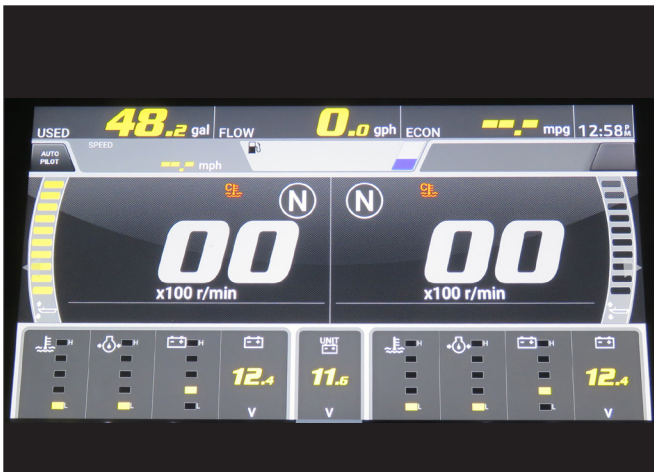 USED 48.2 gal FLOW 0.0 gph ECON --.- mpg 12:58 PM
AUTO PILOT SPEED --.- mph
C N N C
00 00
x100 r/min x100 r/min
H H H UNIT H H H
12.4 11.6 12.4
L L L V V L L L V